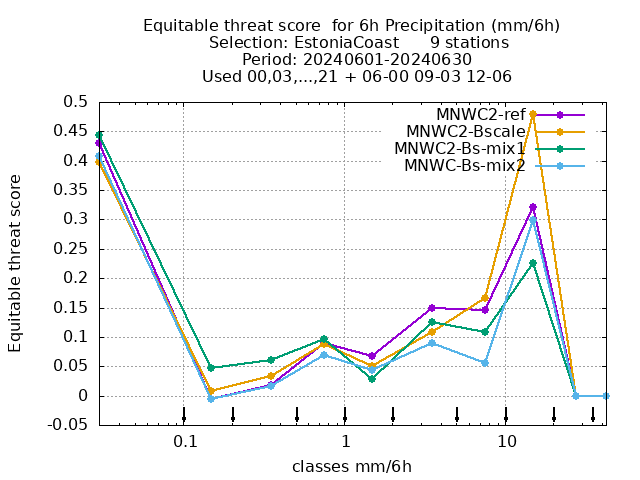 Equitable threat score  for 6h Precipitation (mm/6h)
Selection: EstoniaCoast      9 stations
Period: 20240601-20240630
Used 00,03,...,21 + 06-00 09-03 12-06
MNWC2-ref
MNWC2-Bscale
MNWC2-Bs-mix1
MNWC-Bs-mix2
Equitable threat score
0.5
0.45
0.4
0.35
0.3
0.25
0.2
0.15
0.1
0.05
0
-0.05
0.1 1 10
classes mm/6h